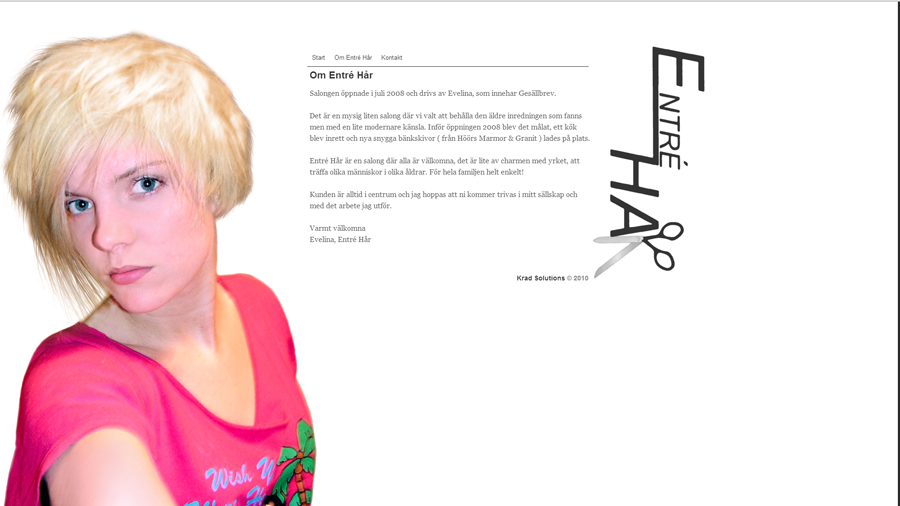 Start Om Entré Hår Kontakt
Om Entré Hår
Salongen öppnade i juli 2008 och drivs av Evelina, som innehar Gesällbrev.
Det är en mysig liten salong där vi valt att behålla den äldre inredningen som fanns
men med en lite modernare känsla. Inför öppningen 2008 blev det målat, ett kök
blev inrett och nya snygga bänkskivor ( från Höörs Marmor & Granit ) lades på plats.
Entré Hår är en salong där alla är välkomna, det är lite av charmen med yrket, att
träffa olika människor i olika åldrar. För hela familjen helt enkelt!
Kunden är alltid i centrum och jag hoppas att ni kommer trivas i mitt sällskap och
med det arbete jag utför.
Varmt välkomna
Evelina, Entré Hår
Krad Solutions © 2010
ENTRÉ
HÅR
Wish Y